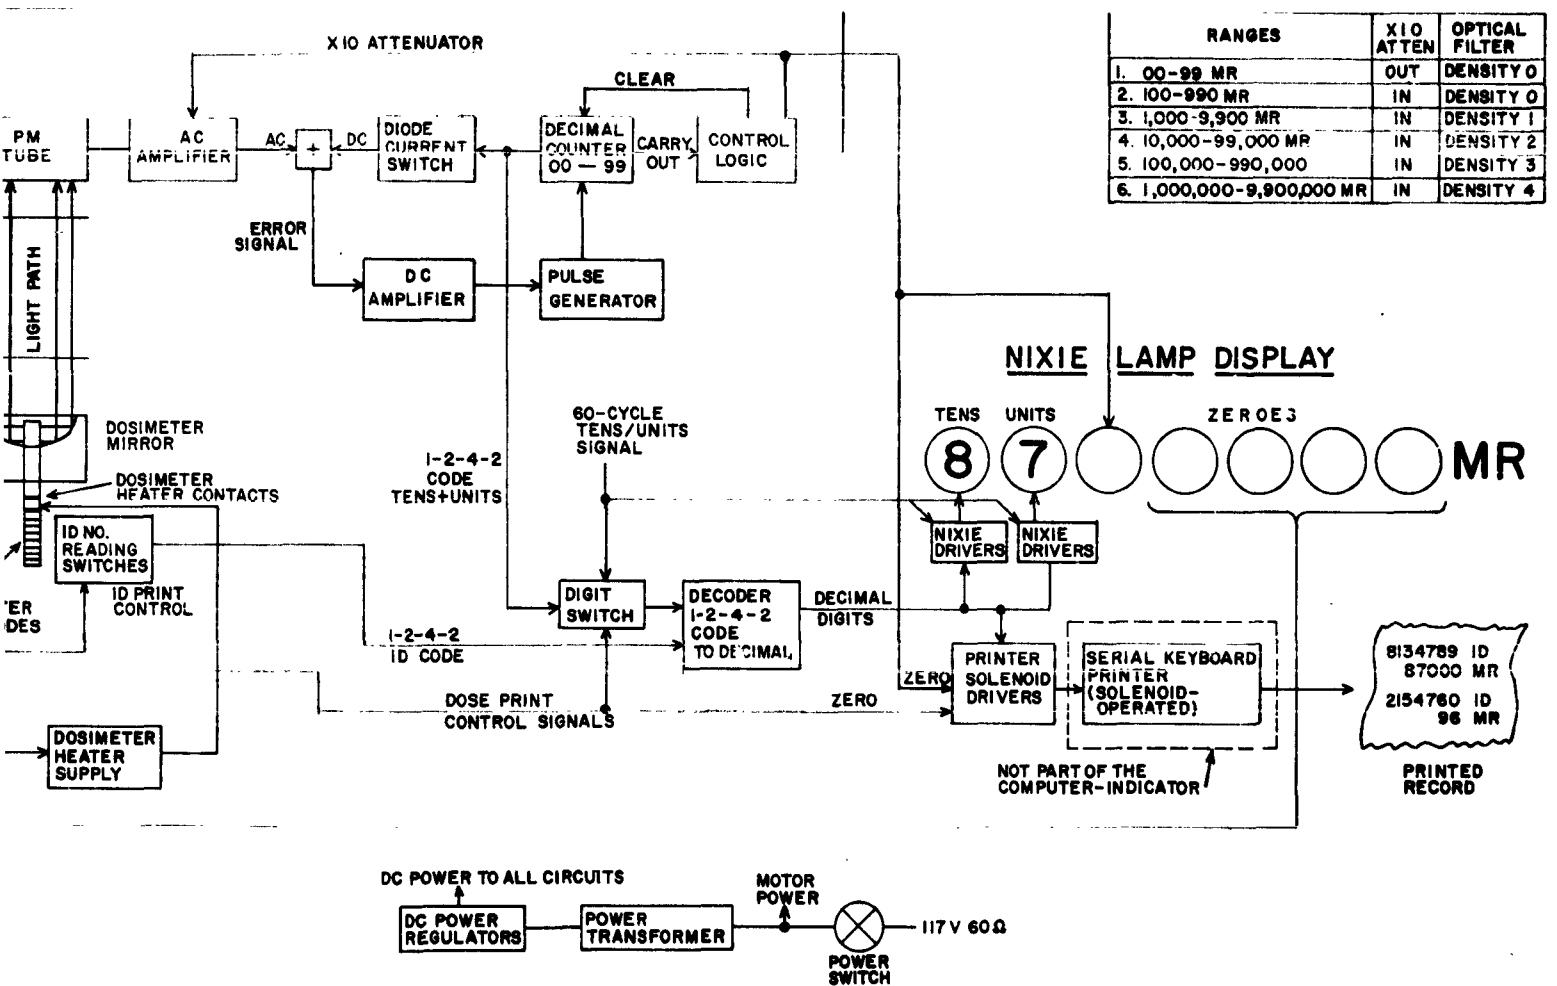 X10 ATTENUATOR
CLEAR
RANGES
X10
ATTEN
OPTICAL
FILTER
1. 00-99 MR OUT DENSITY 0
2. 100-990 MR IN DENSITY 0
3. 1,000-9,900 MR IN DENSITY 1
4. 10,000-99,000 MR IN DENSITY 2
5. 100,000-990,000 IN DENSITY 3
6. 1,000,000-9,900,000 MR IN DENSITY 4
PM
TUBE
AC
AMPLIFIER
AC
+
DC
DIODE
CURRENT
SWITCH
DECIMAL
COUNTER
00 — 99
CARRY
OUT
CONTROL
LOGIC
ERROR
SIGNAL
DC
AMPLIFIER
PULSE
GENERATOR
LIGHT PATH
NIXIE LAMP DISPLAY
TENS
UNITS
ZEROES
8
7
MR
60-CYCLE
TENS/UNITS
SIGNAL
DOSIMETER
MIRROR
DOSIMETER
HEATER CONTACTS
1-2-4-2
CODE
TENS+UNITS
ID NO.
READING
SWITCHES
ID PRINT
CONTROL
'ER
DES
NIXIE
DRIVERS
NIXIE
DRIVERS
DIGIT
SWITCH
DECODER
1-2-4-2
CODE
TO DECIMAL
DECIMAL
DIGITS
1-2-4-2
ID CODE
DOSE PRINT
CONTROL SIGNALS
ZERO
ZERO
PRINTER
SOLENOID
DRIVERS
SERIAL KEYBOARD
PRINTER
(SOLENOID-
OPERATED)
8134789 ID
87000 MR
2154760 ID
96 MR
DOSIMETER
HEATER
SUPPLY
NOT PART OF THE
COMPUTER-INDICATOR
PRINTED
RECORD
DC POWER TO ALL CIRCUITS
MOTOR
POWER
DC POWER
REGULATORS
POWER
TRANSFORMER
117 V 60 Ω
POWER
SWITCH